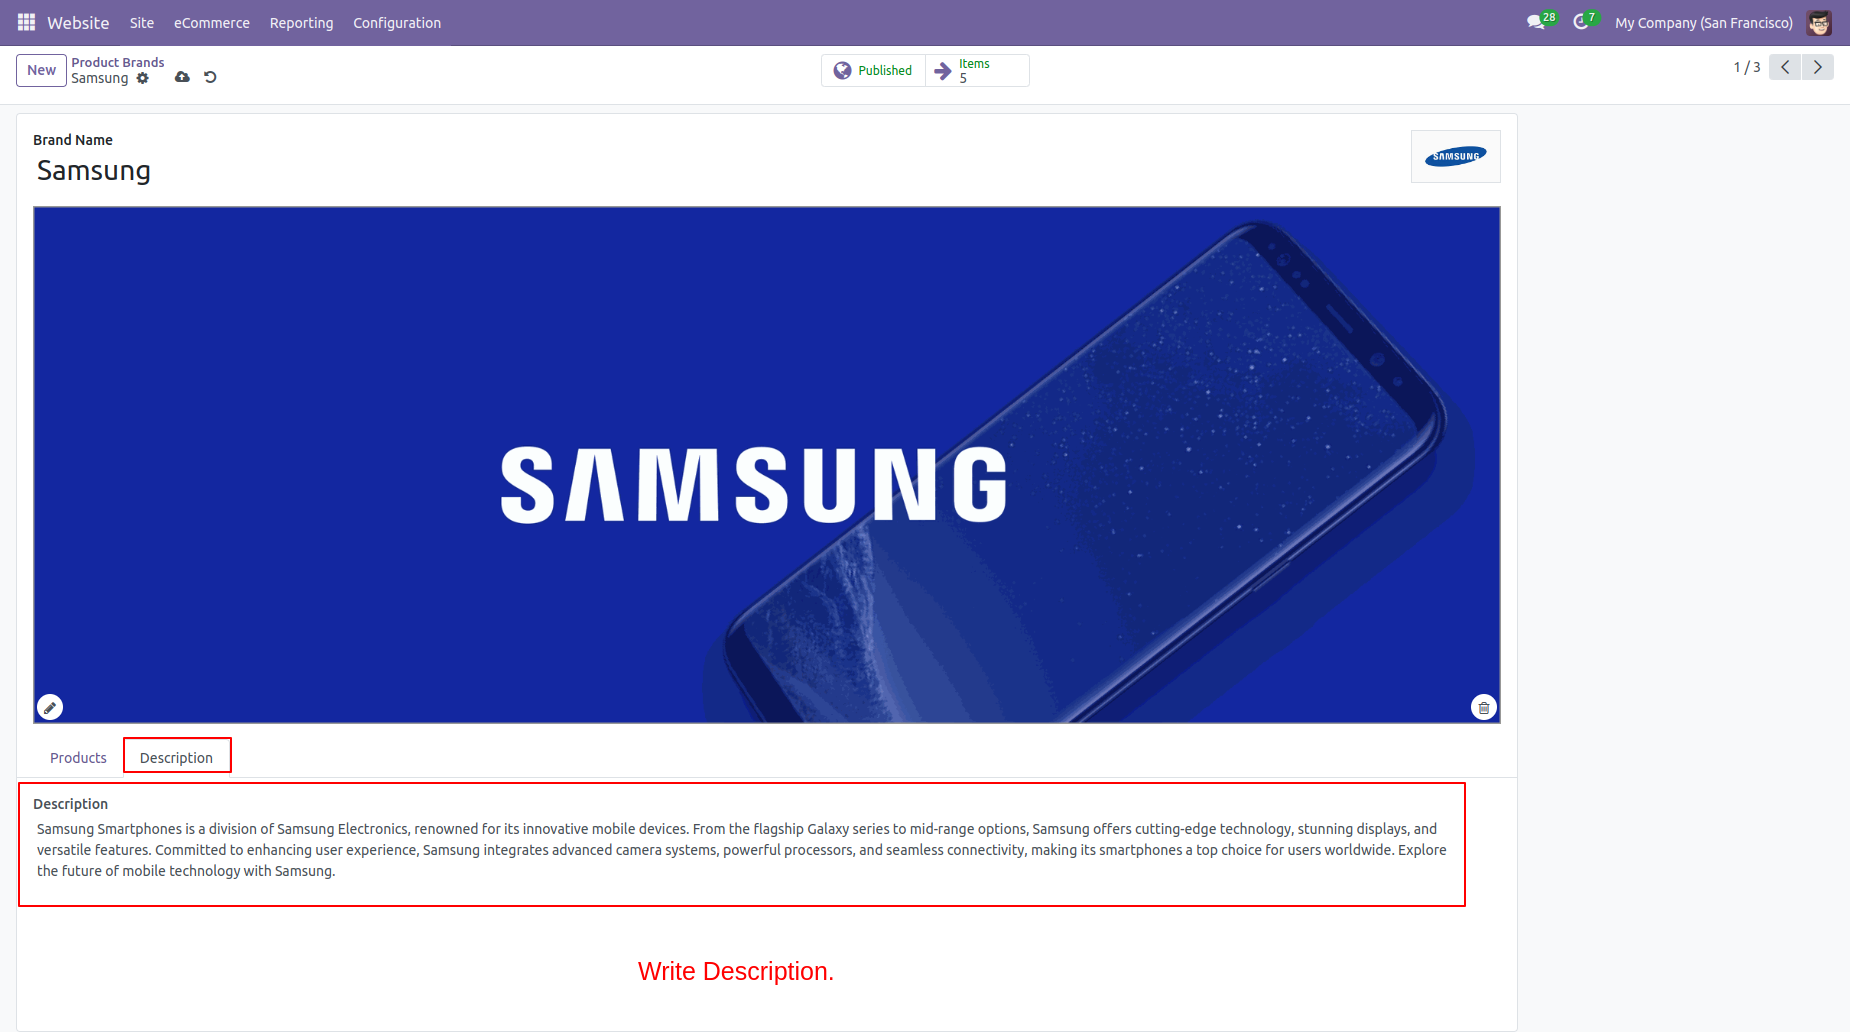 Website Site eCommerce Reporting Configuration 28 7 My Company (San Francisco)
New Product Brands Published Items 1 / 3
Samsung 5
Brand Name
Samsung
SAMSUNG
SAMSUNG
Products Description
Description
Samsung Smartphones is a division of Samsung Electronics, renowned for its innovative mobile devices. From the flagship Galaxy series to mid-range options, Samsung offers cutting-edge technology, stunning displays, and
versatile features. Committed to enhancing user experience, Samsung integrates advanced camera systems, powerful processors, and seamless connectivity, making its smartphones a top choice for users worldwide. Explore
the future of mobile technology with Samsung.
Write Description.